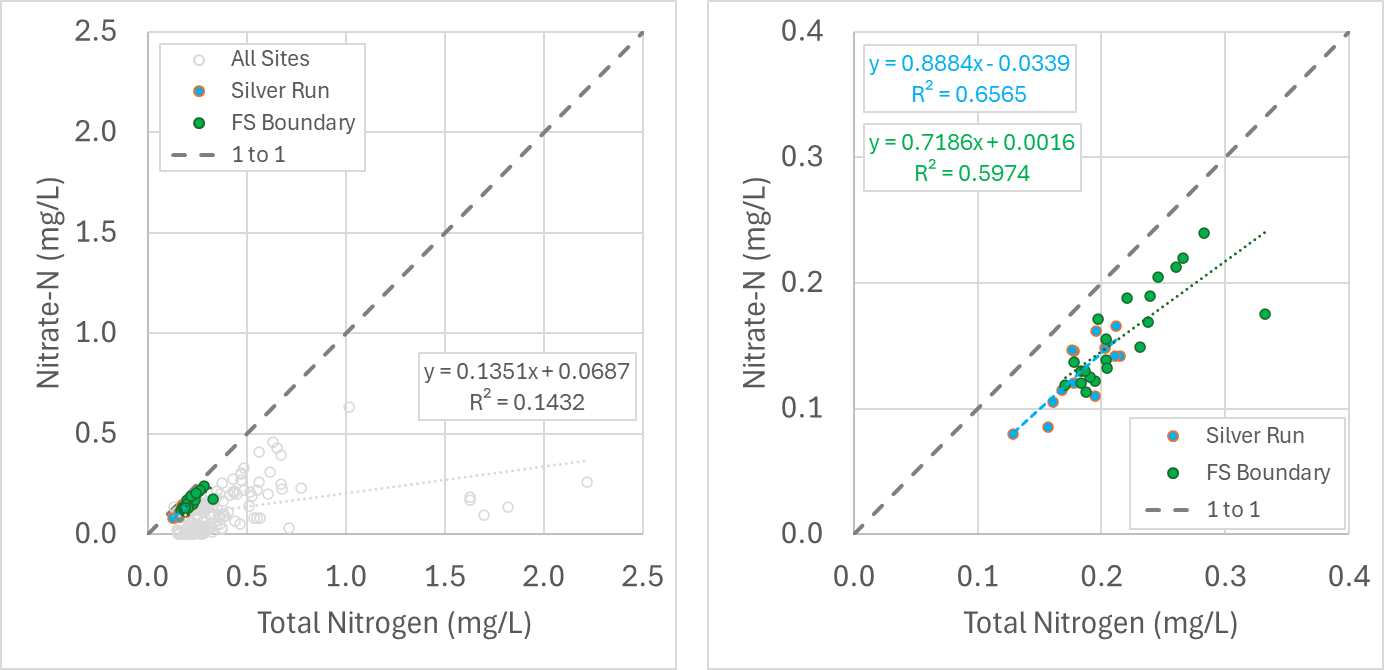 2.5
2.0
1.5
1.0
0.5
0.0
Nitrate-N (mg/L)
All Sites
Silver Run
FS Boundary
1 to 1
y = 0.1351x + 0.0687
R² = 0.1432
0.0 0.5 1.0 1.5 2.0 2.5
Total Nitrogen (mg/L)
0.4
0.3
0.2
0.1
0.0
Nitrate-N (mg/L)
y = 0.8884x - 0.0339
R² = 0.6565
y = 0.7186x + 0.0016
R² = 0.5974
Silver Run
FS Boundary
1 to 1
0.0 0.1 0.2 0.3 0.4
Total Nitrogen (mg/L)